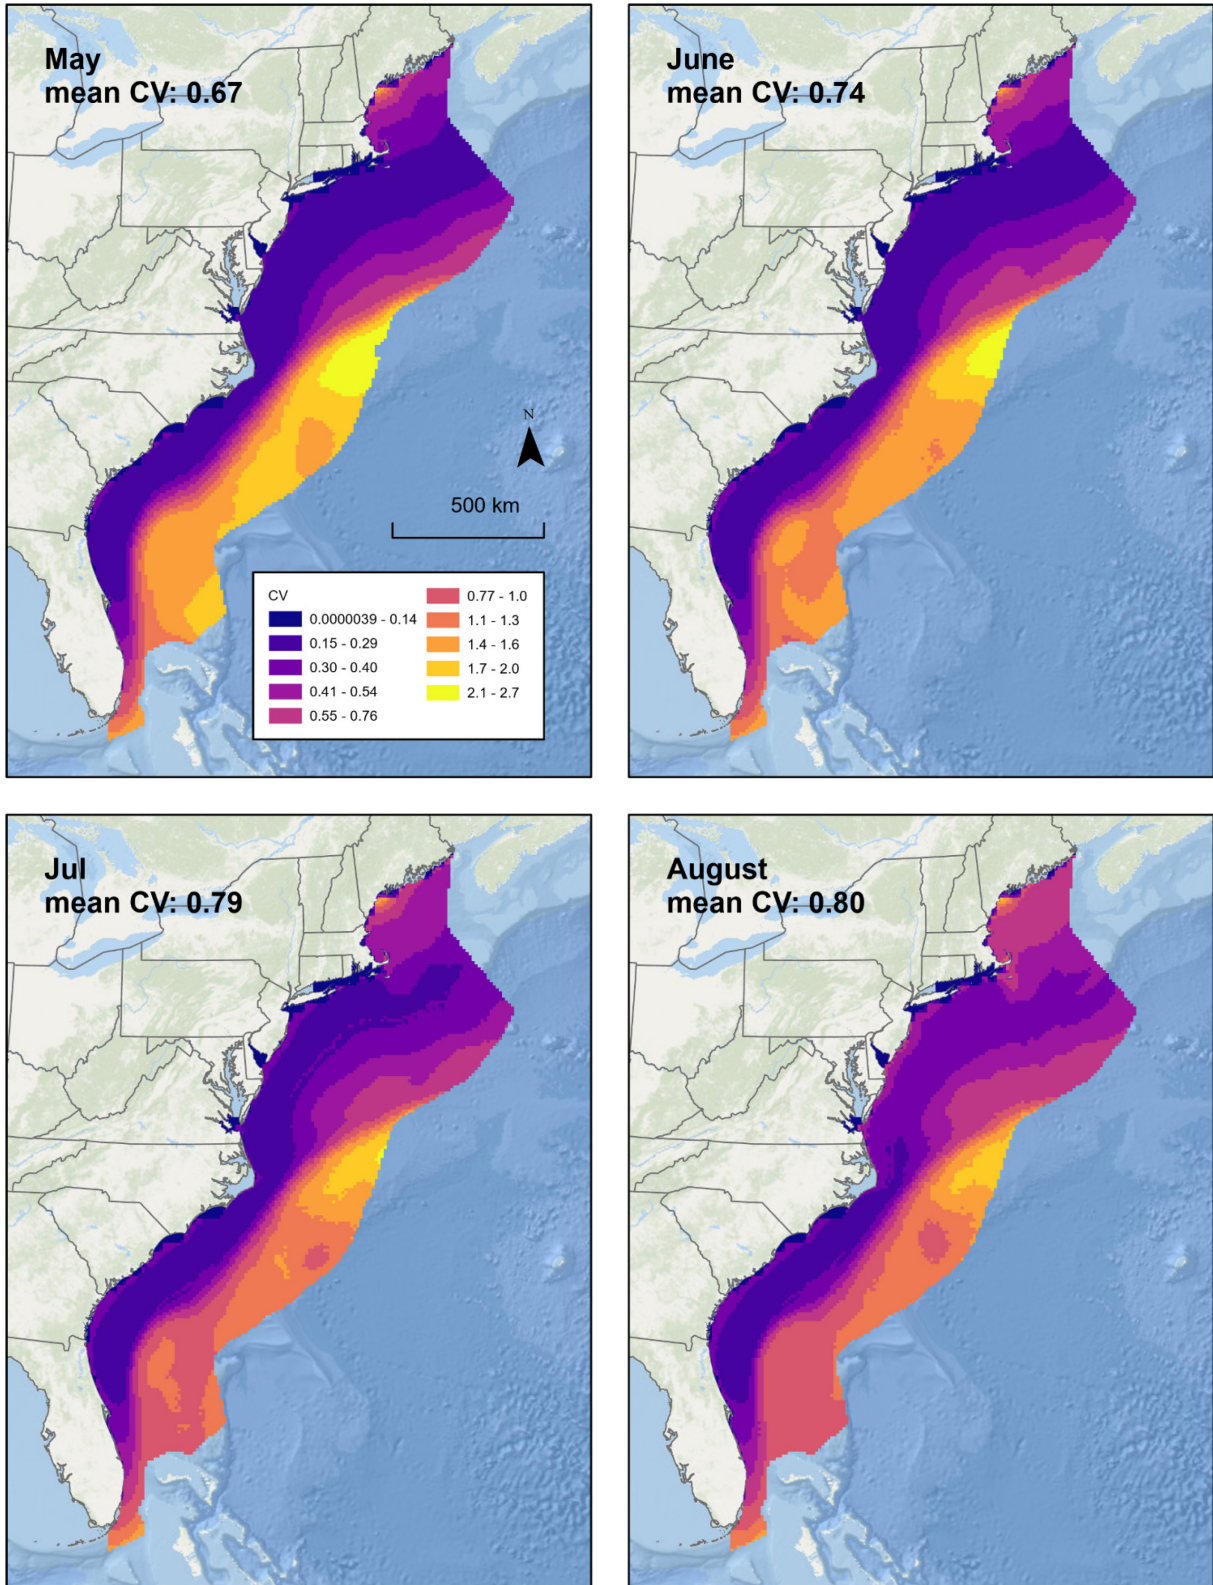 May
mean CV: 0.67
N
500 km
CV
0.0000039 - 0.14
0.15 - 0.29
0.30 - 0.40
0.41 - 0.54
0.55 - 0.76
0.77 - 1.0
1.1 - 1.3
1.4 - 1.6
1.7 - 2.0
2.1 - 2.7
June
mean CV: 0.74
Jul
mean CV: 0.79
August
mean CV: 0.80